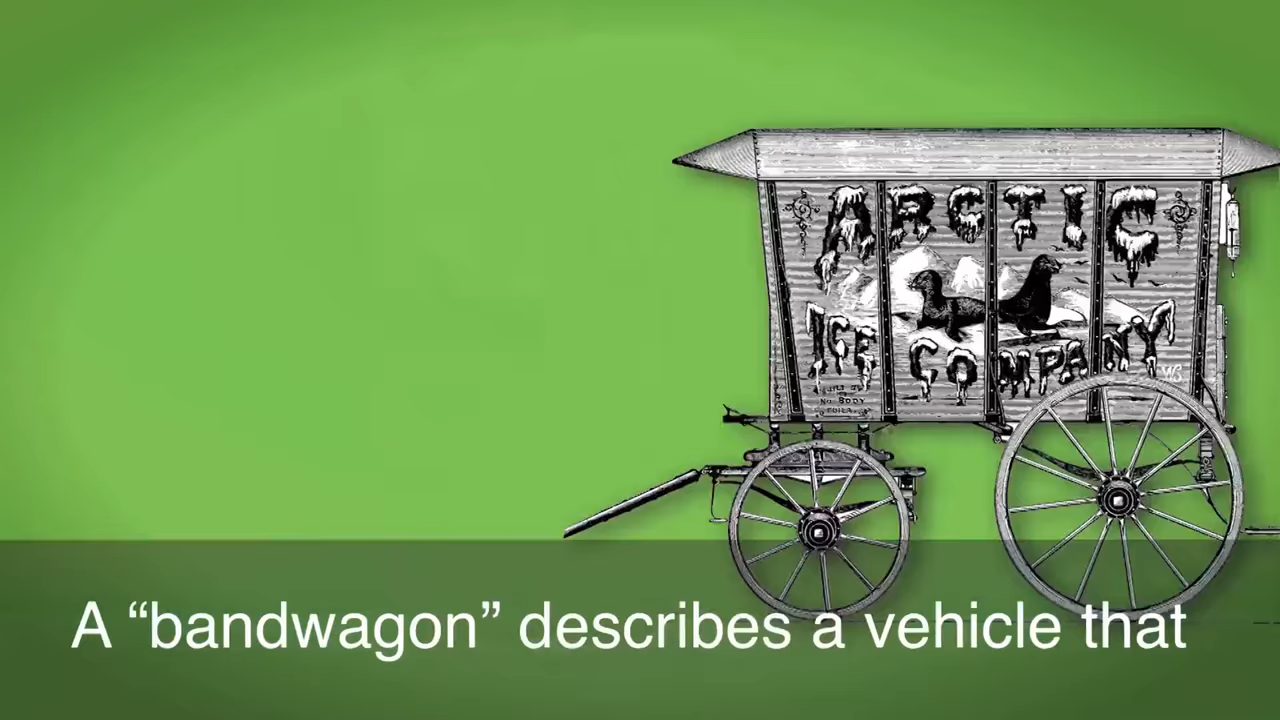 ARCTIC
ICE COMPANY
A “bandwagon” describes a vehicle that